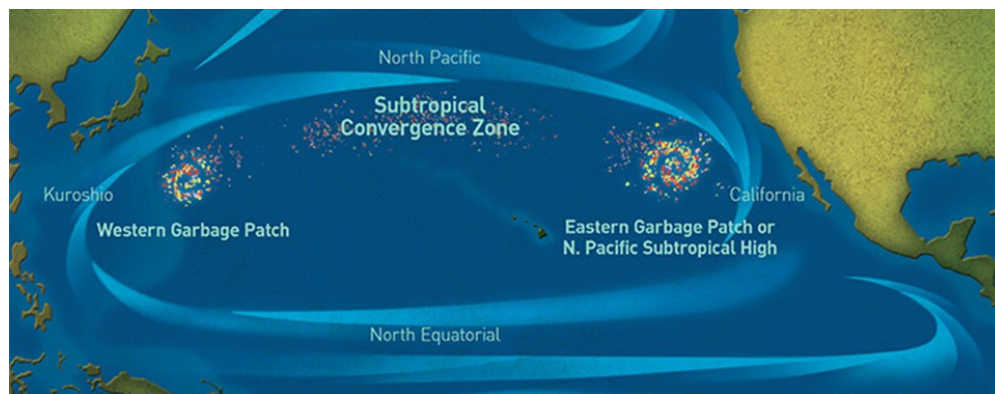 North Pacific
Subtropical
Convergence Zone
Kuroshio
California
Western Garbage Patch
Eastern Garbage Patch or
N. Pacific Subtropical High
North Equatorial